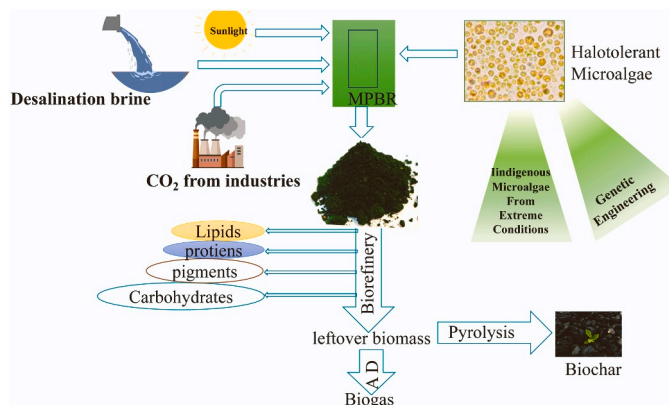 Sunlight
Desalination brine
CO₂ from industries
MPBR
Halotolerant
Microalgae
Iindigenous
Microalgae
From
Extreme
Conditions
Genetic
Engineering
Lipids
protiens
pigments
Carbohydrates
Biorefinery
leftover biomass
Pyrolysis
Biochar
AD
Biogas